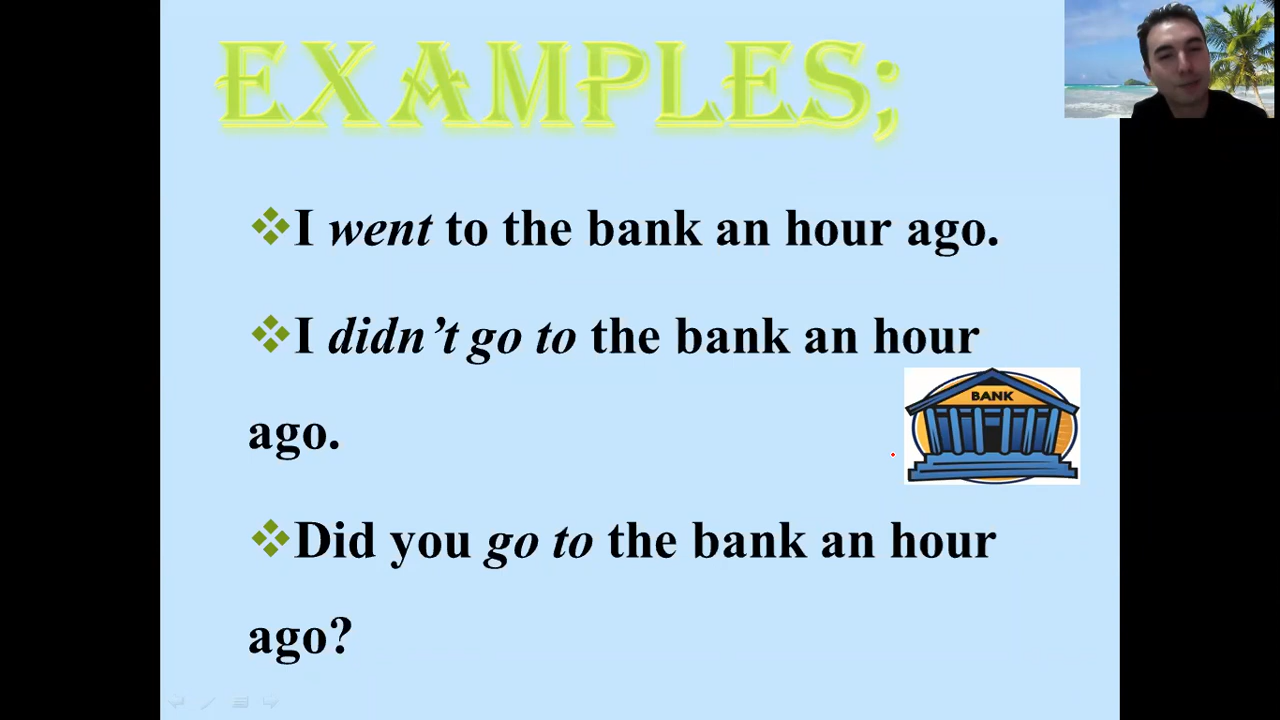 EXAMPLES;
❖I went to the bank an hour ago.
❖I didn’t go to the bank an hour
ago.
BANK
❖Did you go to the bank an hour
ago?